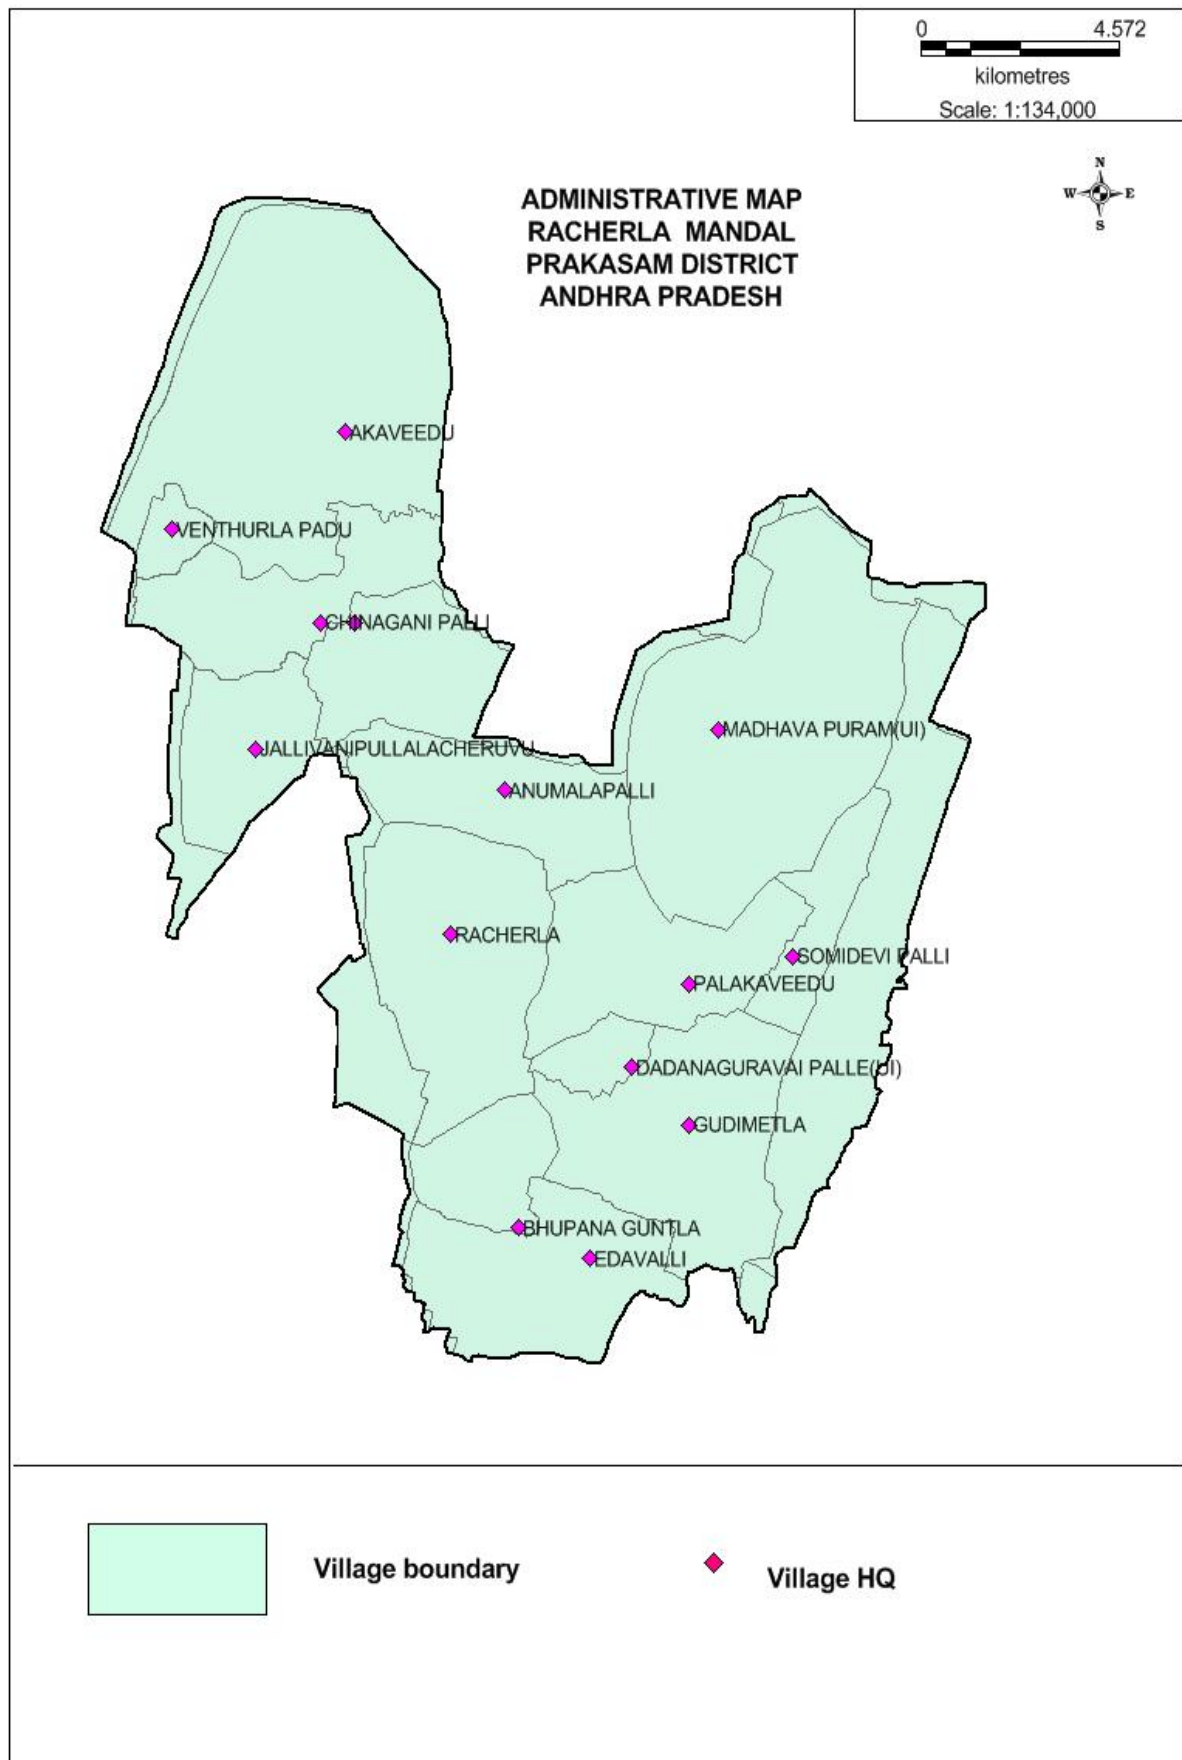 0 4.572
kilometres
Scale: 1:134,000
N
W E
S
ADMINISTRATIVE MAP
RACHERLA MANDAL
PRAKASAM DISTRICT
ANDHRA PRADESH
AKAVEEDU
VENTHURLA PADU
CHINAGANI PALLI
MADHAVA PURAM(UI)
JALLIVANIPULLALACHERUVU
ANUMALAPALLI
RACHERLA
SOMIDEVI PALLI
PALAKAVEEDU
DADANAGURAVAI PALLE(UI)
GUDIMETLA
BHUPANA GUNTLA
EDAVALLI
Village boundary
Village HQ